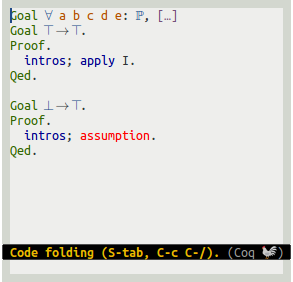 Goal ∀ a b c d e: ℙ, […]
Goal ⊤→⊤.
Proof.
  intros; apply I.
Qed.

Goal ⊥→⊤.
Proof.
  intros; assumption.
Qed.
Code folding (S-tab, C-c C-/). (Coq 🐓)